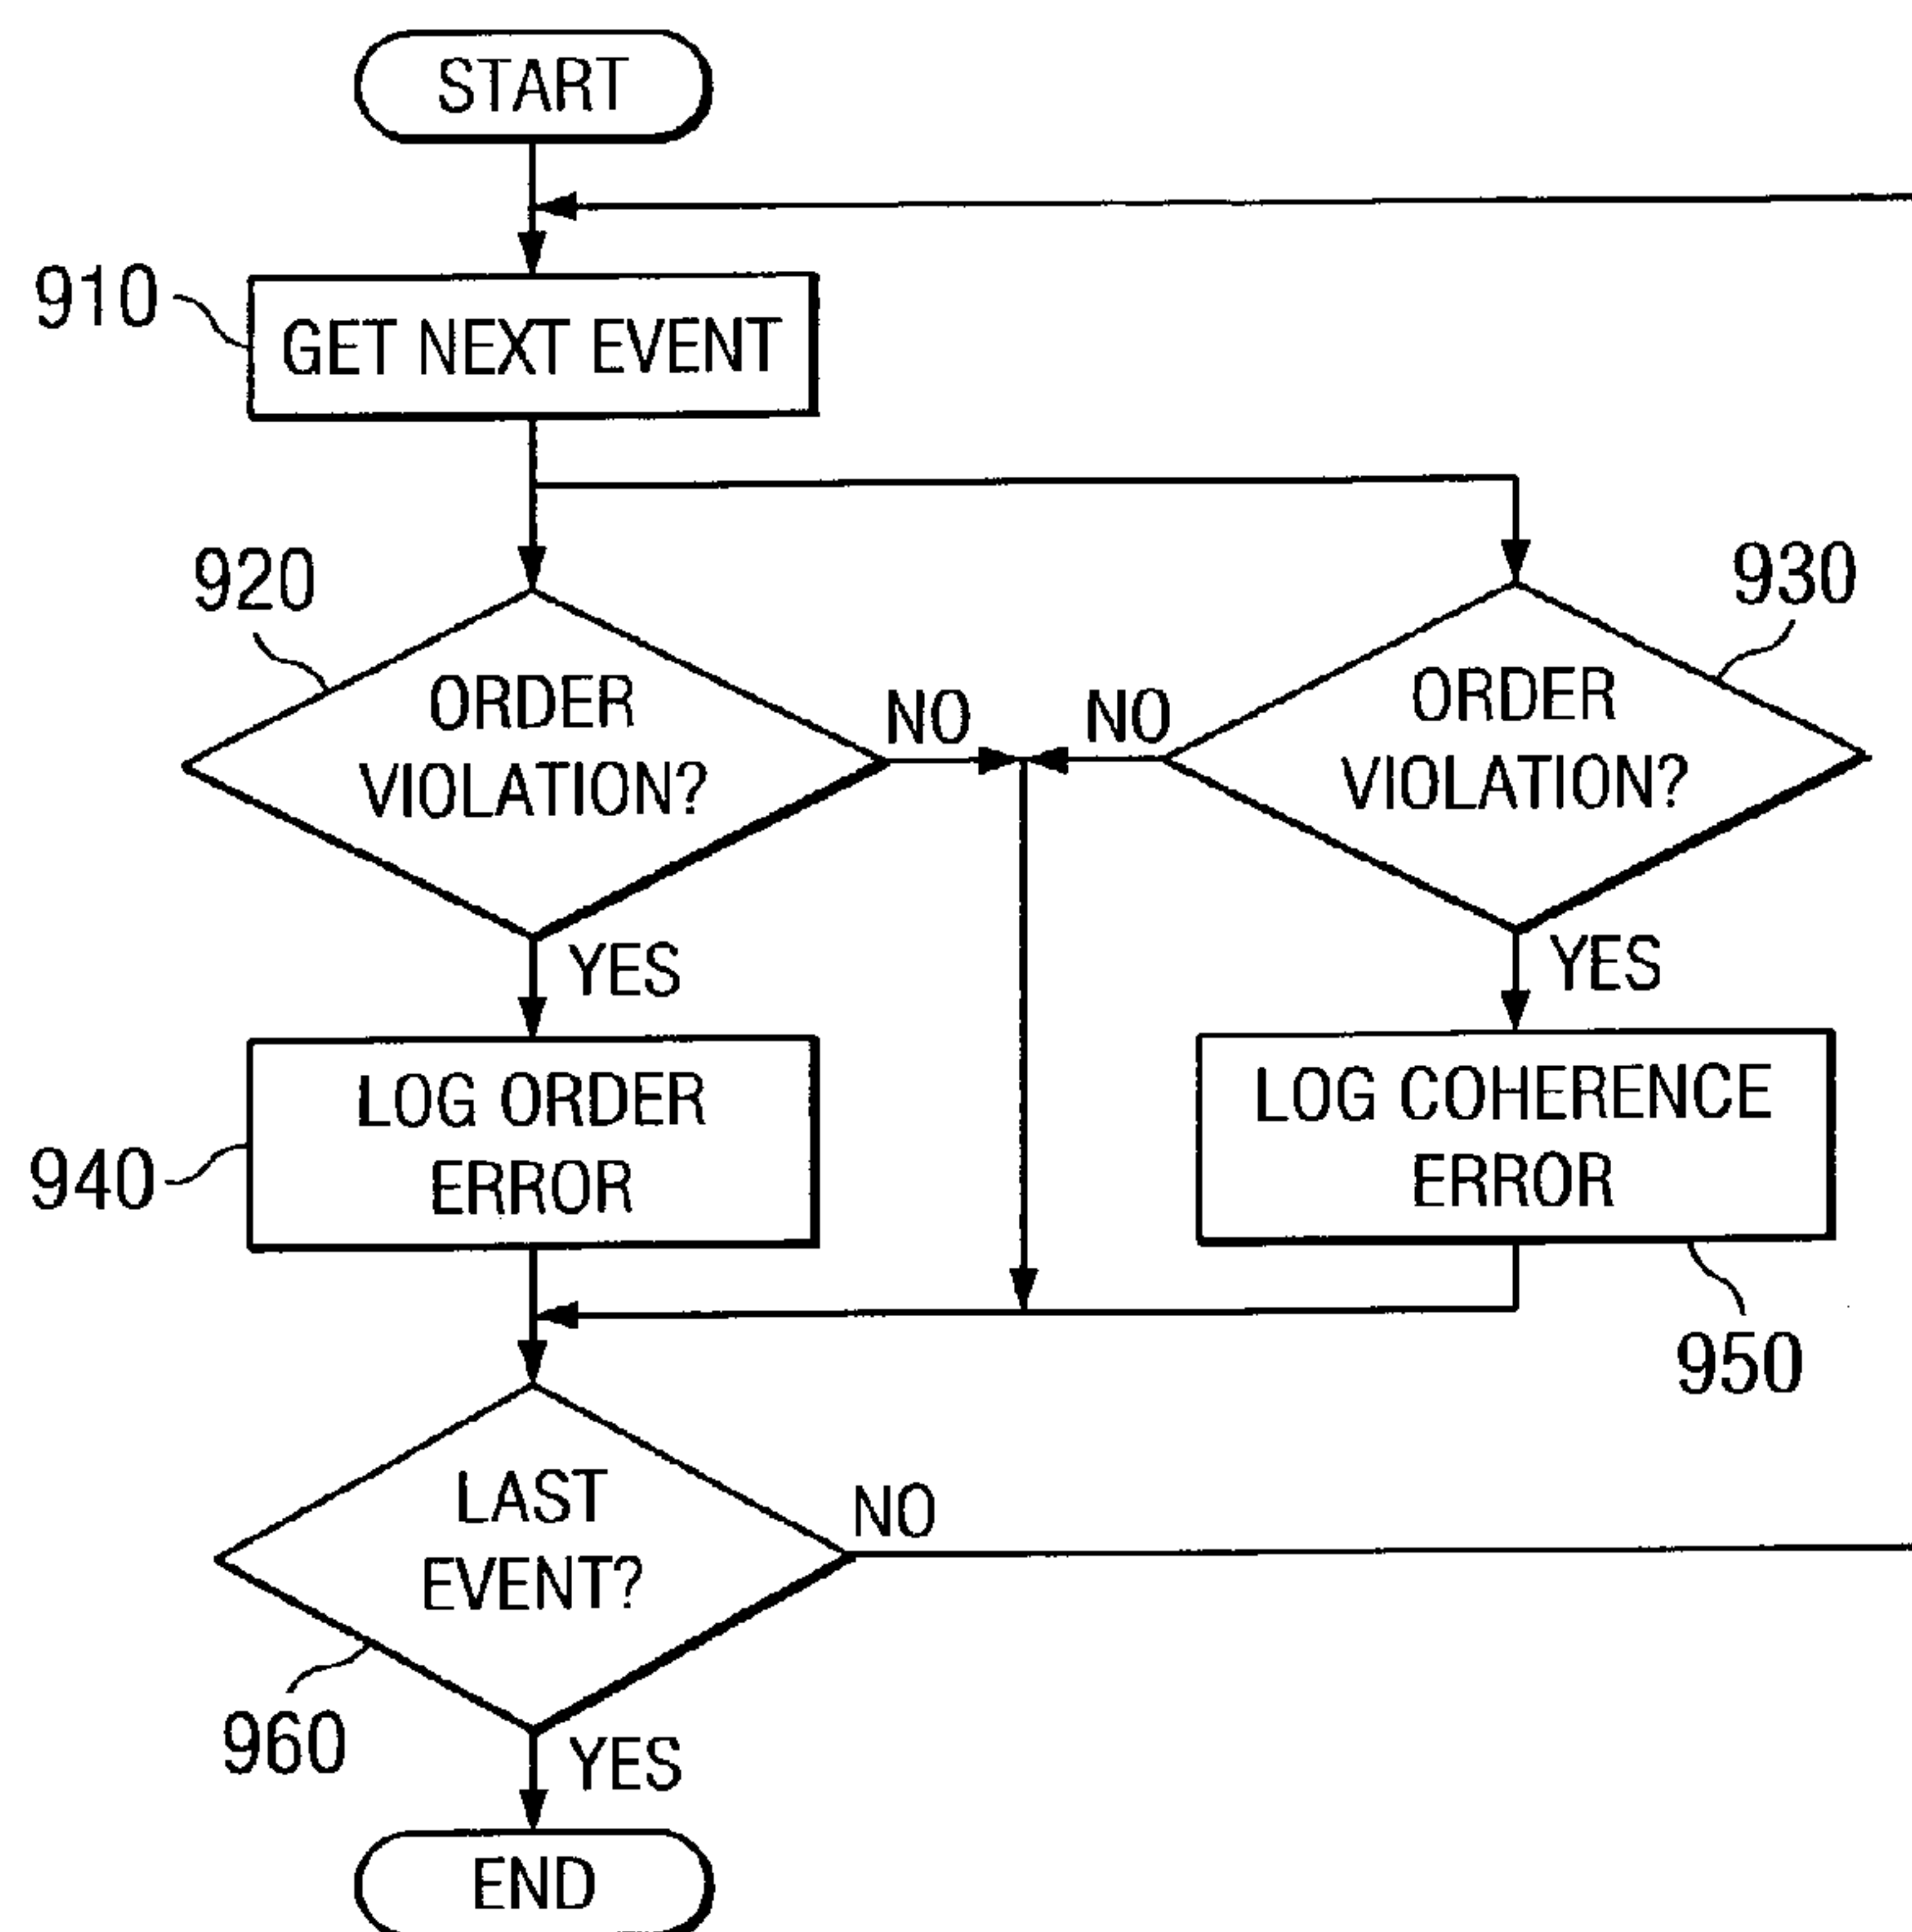 START
910
GET NEXT EVENT
920
930
ORDER
VIOLATION?
NO
NO
ORDER
VIOLATION?
YES
YES
LOG ORDER
ERROR
940
LOG COHERENCE
ERROR
950
LAST
EVENT?
NO
960
YES
END